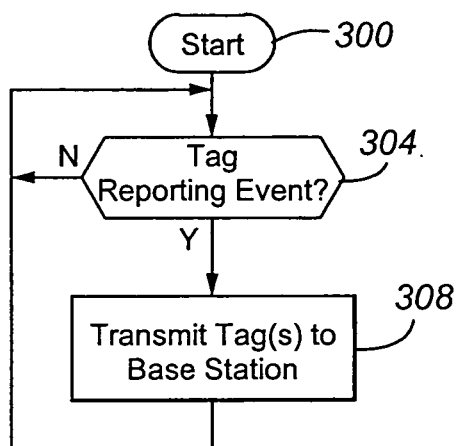 Start
300
N
Tag
Reporting Event?
304.
Y
308
Transmit Tag(s) to
Base Station